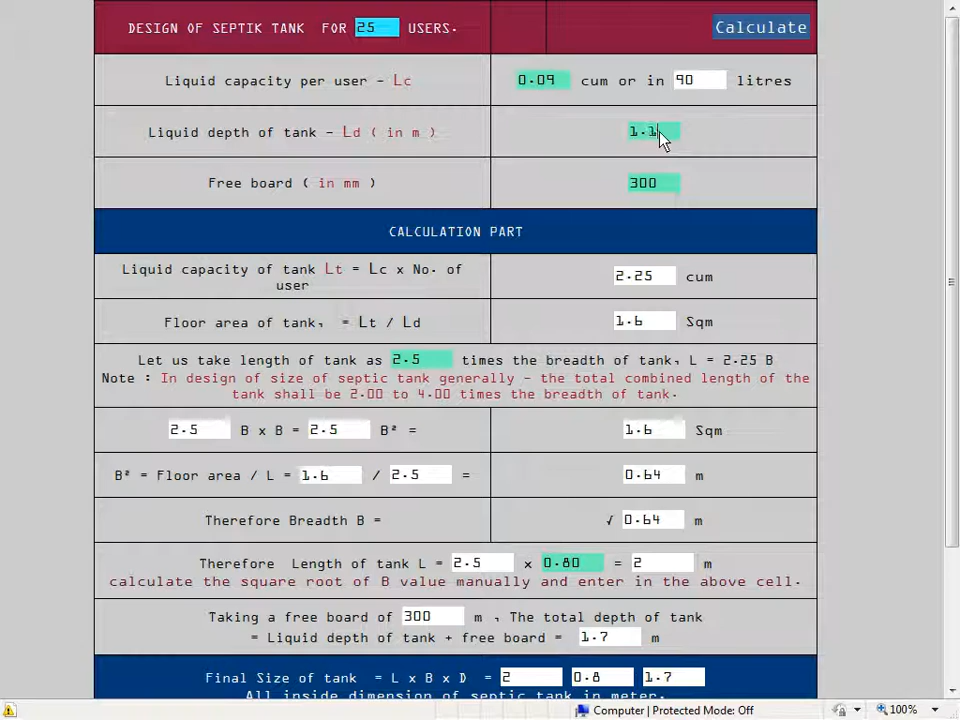 DESIGN OF SEPTIK TANK FOR 25 USERS.
Calculate
Liquid capacity per user - Lc
0.09 cum or in 90 litres
Liquid depth of tank - Ld ( in m )
1.1
Free board ( in mm )
300
CALCULATION PART
Liquid capacity of tank Lt = Lc x No. of
user
2.25 cum
Floor area of tank, = Lt / Ld
1.6 Sqm
Let us take length of tank as 2.5 times the breadth of tank, L = 2.25 B
Note : In design of size of septic tank generally - the total combined length of the
tank shall be 2.00 to 4.00 times the breadth of tank.
2.5 B x B = 2.5 B² =
1.6 Sqm
B² = Floor area / L = 1.6 / 2.5 =
0.64 m
Therefore Breadth B =
√ 0.64 m
Therefore Length of tank L = 2.5 x 0.80 = 2 m
calculate the square root of B value manually and enter in the above cell.
Taking a free board of 300 m , The total depth of tank
= Liquid depth of tank + free board = 1.7 m
Final Size of tank = L x B x D = 2 0.8 1.7
All inside dimension of septic tank in meter.
Computer | Protected Mode: Off
100%